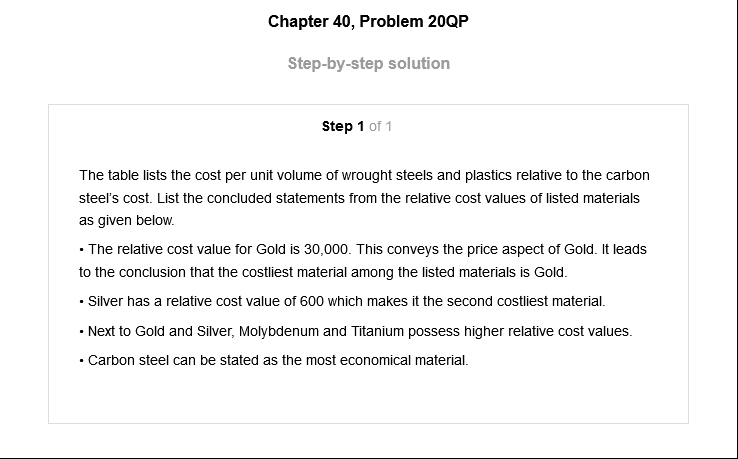 Chapter 40, Problem 20QP
Step-by-step solution
Step 1 of 1
The table lists the cost per unit volume of wrought steels and plastics relative to the carbon
steel's cost. List the concluded statements from the relative cost values of listed materials
as given below.
• The relative cost value for Gold is 30,000. This conveys the price aspect of Gold. It leads
to the conclusion that the costliest material among the listed materials is Gold.
• Silver has a relative cost value of 600 which makes it the second costliest material.
• Next to Gold and Silver, Molybdenum and Titanium possess higher relative cost values.
• Carbon steel can be stated as the most economical material.